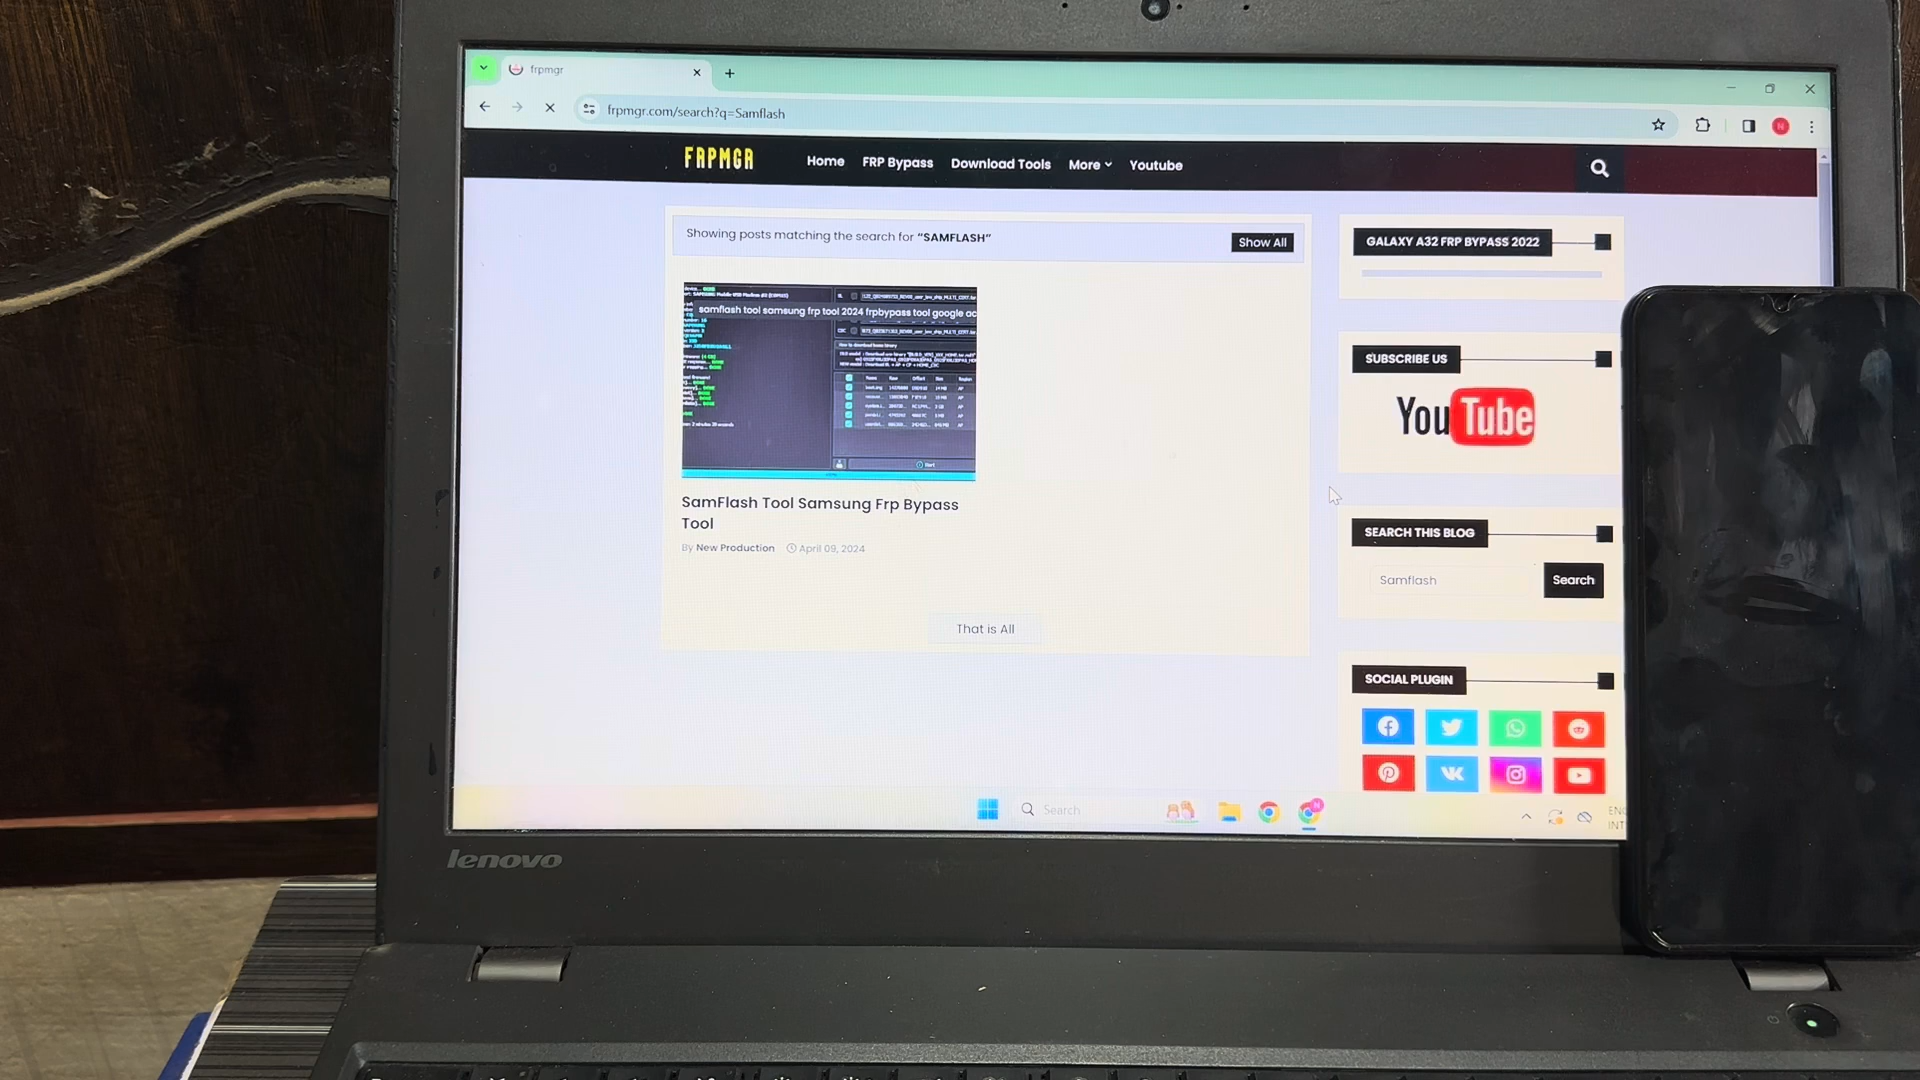 frpmgr
frpmgr.com/search?q=Samflash
N
FRPMGR
Home
FRP Bypass
Download Tools
More
Youtube
Showing posts matching the search for “SAMFLASH”
Show All
samflash tool samsung frp tool 2024 frpbypass tool google ac
Start
SamFlash Tool Samsung Frp Bypass
Tool
By New Production
April 09, 2024
That is All
GALAXY A32 FRP BYPASS 2022
SUBSCRIBE US
YouTube
SEARCH THIS BLOG
Samflash
Search
SOCIAL PLUGIN
Search
ENG
INT
lenovo